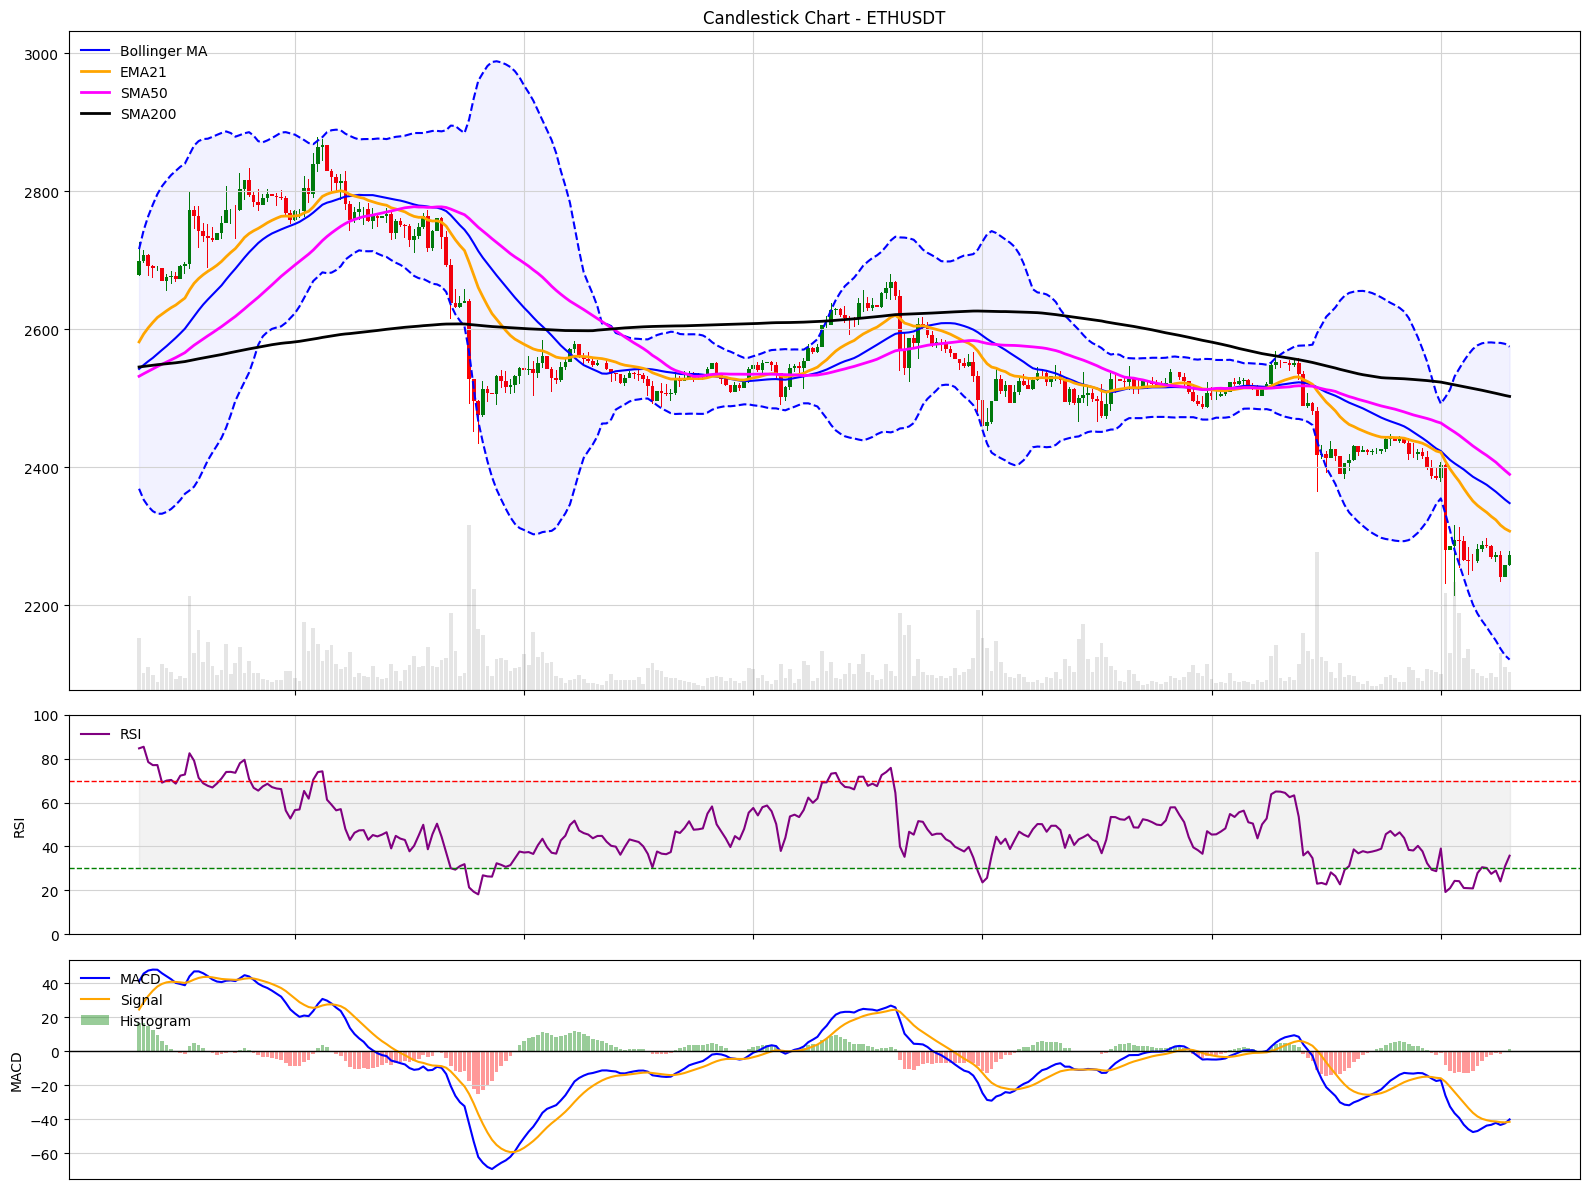 Candlestick Chart - ETHUSDT
3000
2800
2600
2400
2200
Bollinger MA
EMA21
SMA50
SMA200
100
80
60
40
20
0
RSI
RSI
40
20
0
−20
−40
−60
MACD
MACD
Signal
Histogram